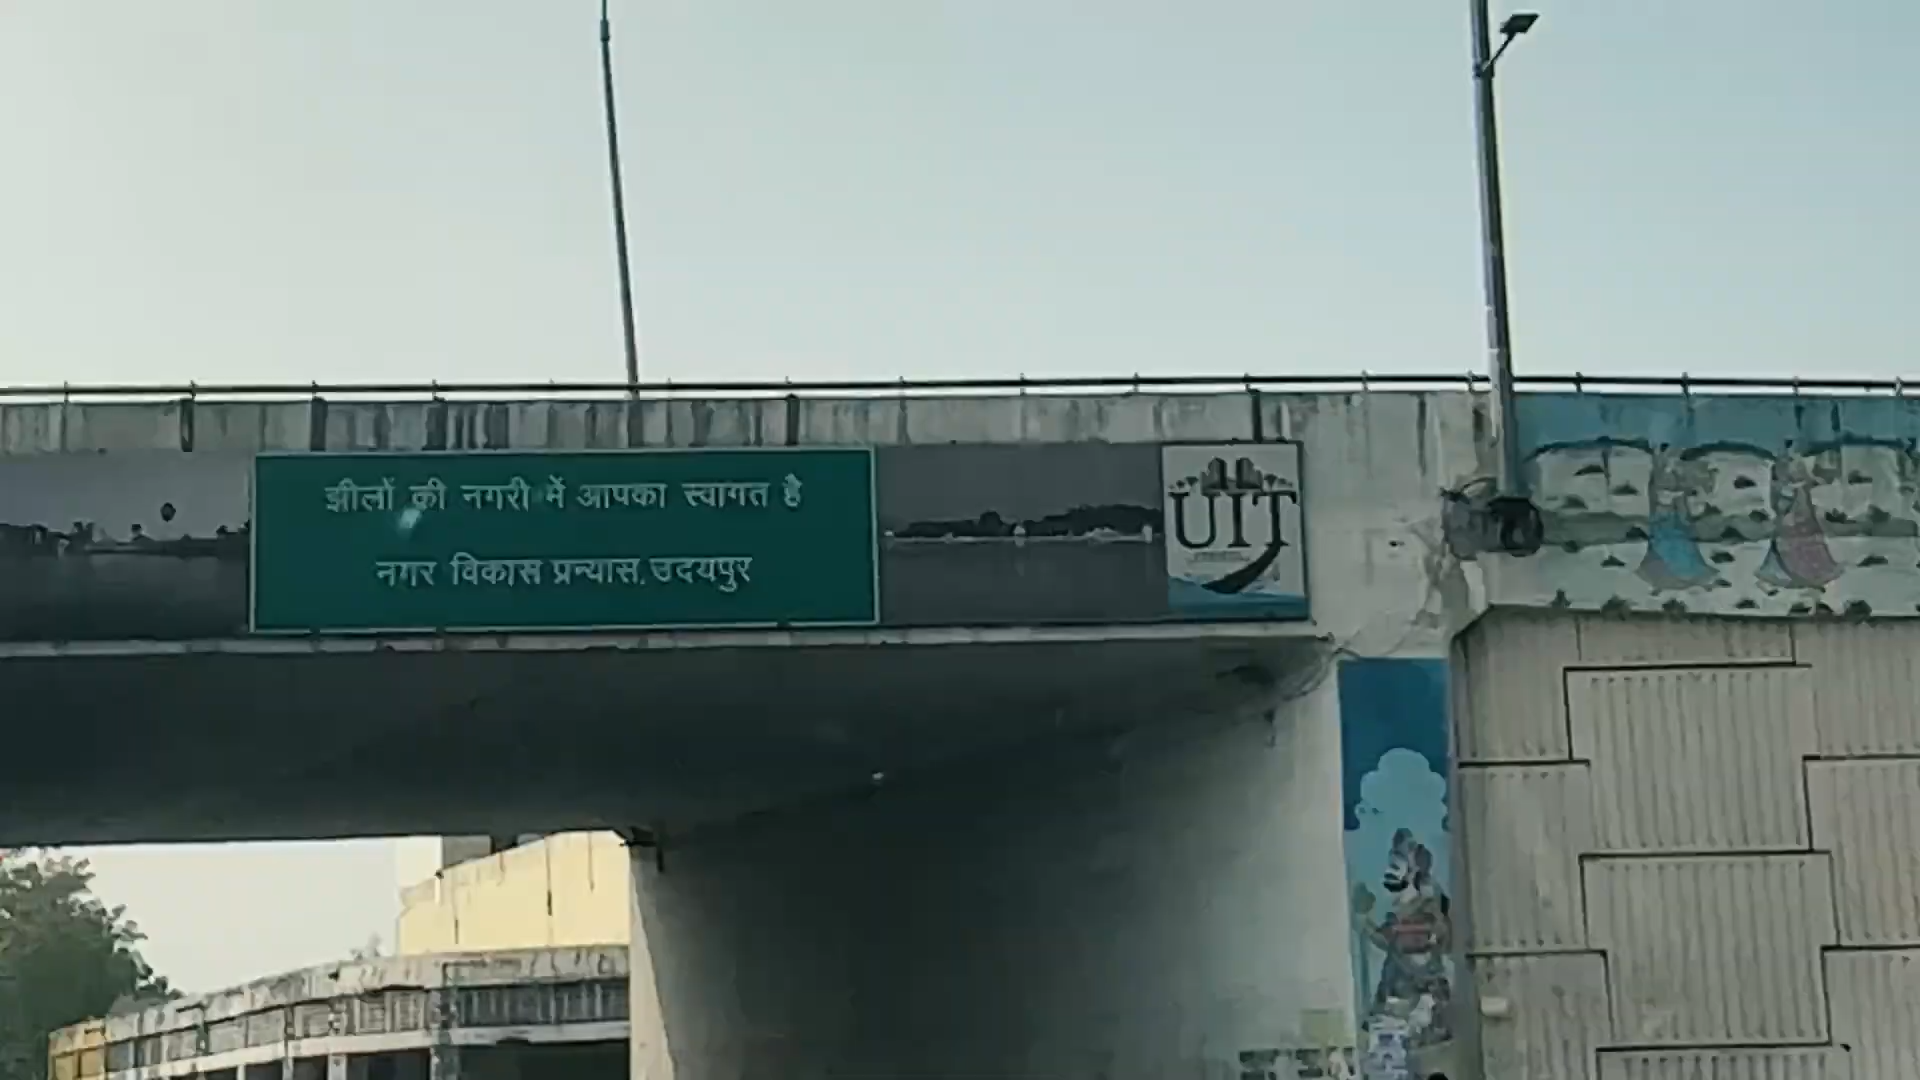 झीलों की नगरी में आपका स्वागत है
नगर विकास प्रन्यास, उदयपुर
UIT